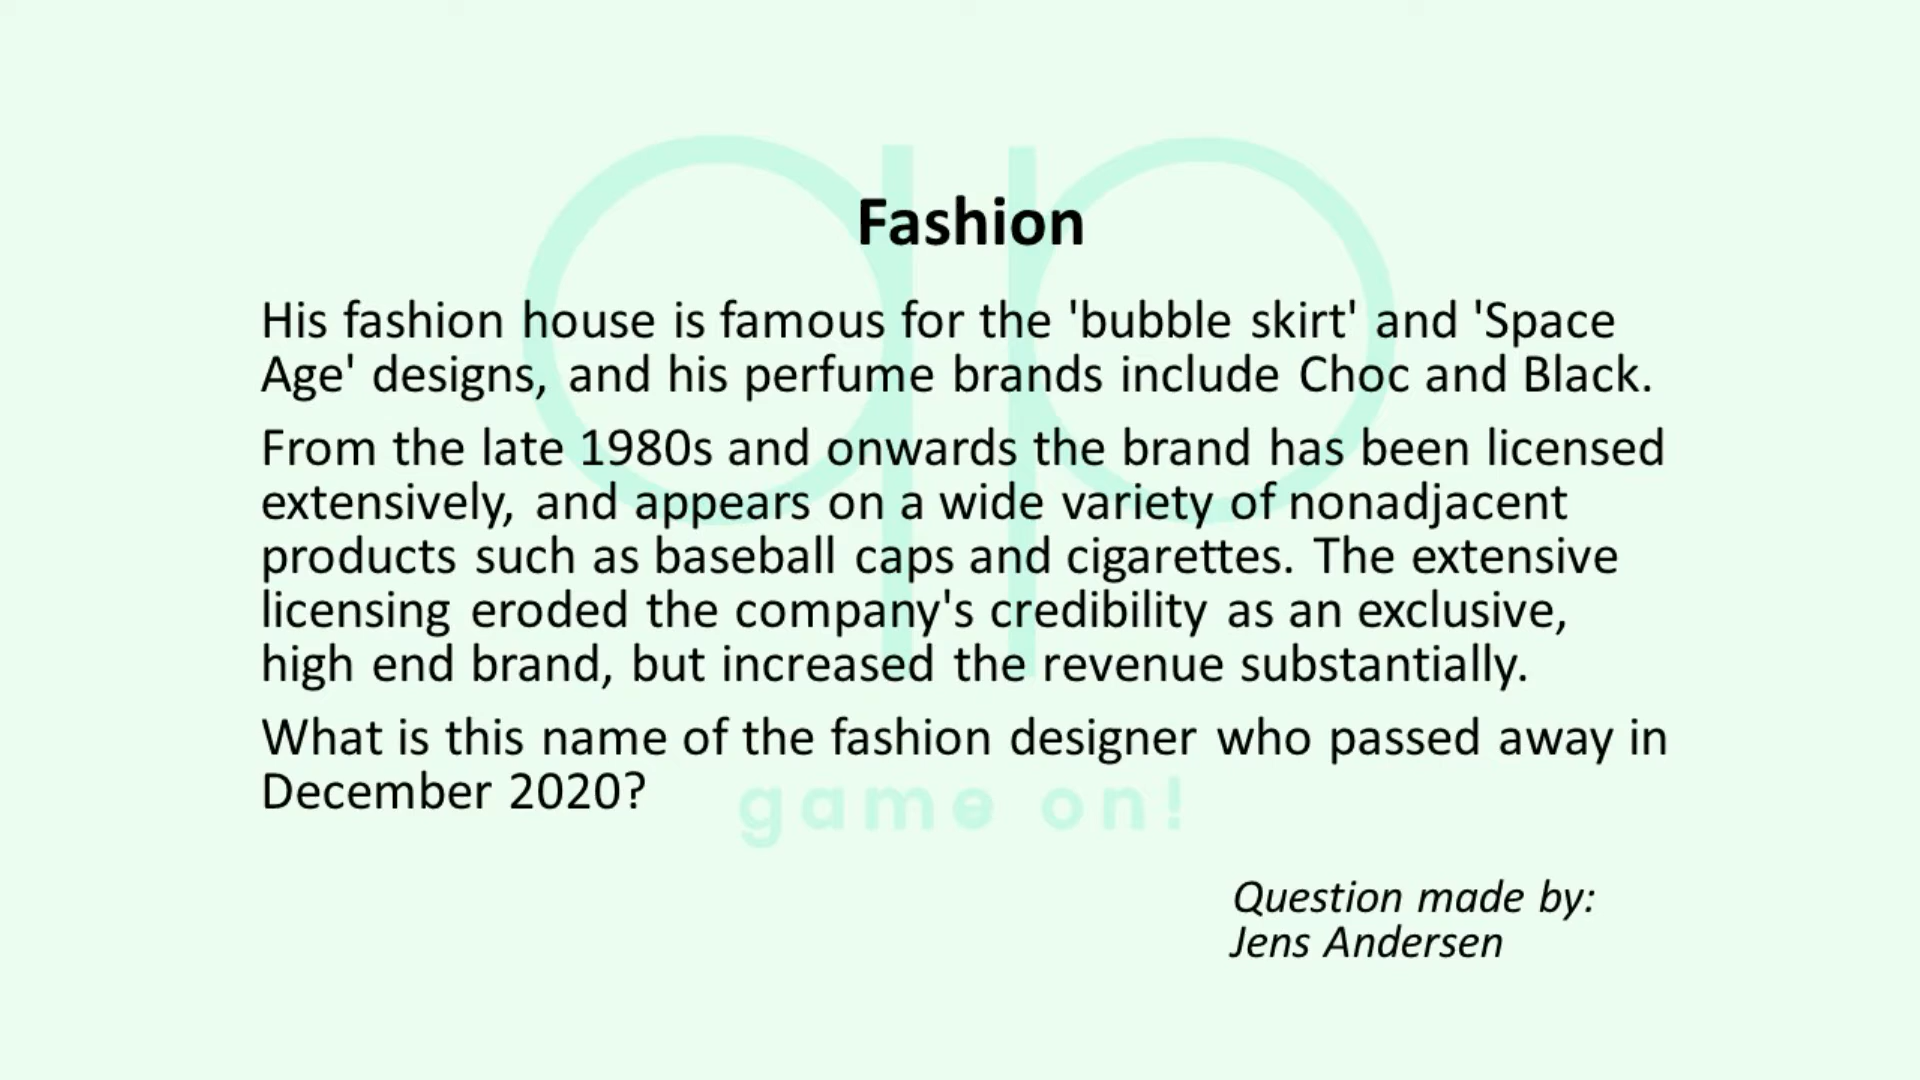 Fashion
His fashion house is famous for the 'bubble skirt' and 'Space
Age' designs, and his perfume brands include Choc and Black.
From the late 1980s and onwards the brand has been licensed
extensively, and appears on a wide variety of nonadjacent
products such as baseball caps and cigarettes. The extensive
licensing eroded the company's credibility as an exclusive,
high end brand, but increased the revenue substantially.
What is this name of the fashion designer who passed away in
December 2020?
game on!
Question made by:
Jens Andersen